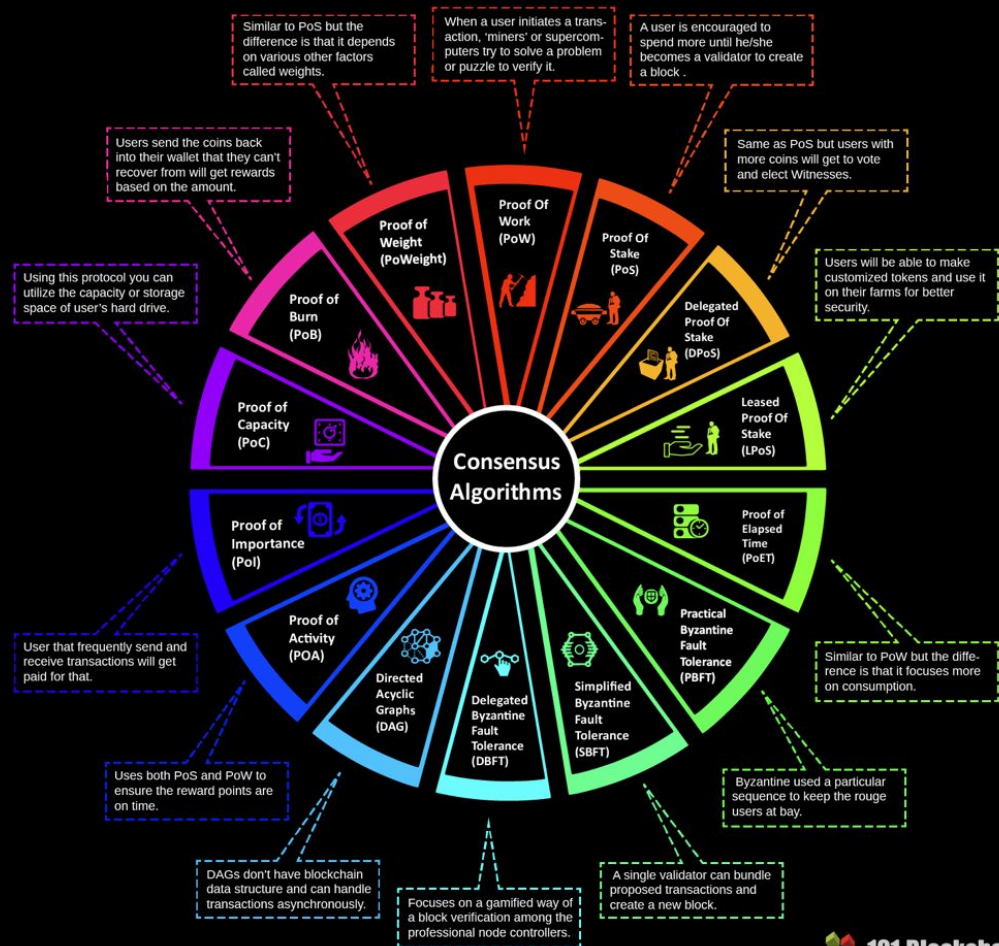 Similar to PoS but the
difference is that it depends
on various other factors
called weights.
When a user initiates a trans-
action, ‘miners’ or supercom-
puters try to solve a problem
or puzzle to verify it.
A user is encouraged to
spend more until he/she
becomes a validator to create
a block .
Users send the coins back
into their wallet that they can't
recover from will get rewards
based on the amount.
Same as PoS but users with
more coins will get to vote
and elect Witnesses.
Using this protocol you can
utilize the capacity or storage
space of user's hard drive.
Users will be able to make
customized tokens and use it
on their farms for better
security.
Proof of
Weight
(PoWeight)
Proof Of
Work
(PoW)
Proof Of
Stake
(PoS)
Proof of
Burn
(PoB)
Delegated
Proof Of
Stake
(DPoS)
Proof of
Capacity
(PoC)
Leased
Proof Of
Stake
(LPoS)
Consensus
Algorithms
Proof of
Importance
(PoI)
Proof of
Elapsed
Time
(PoET)
Proof of
Activity
(POA)
Practical
Byzantine
Fault
Tolerance
(PBFT)
Directed
Acyclic
Graphs
(DAG)
Delegated
Byzantine
Fault
Tolerance
(DBFT)
Simplified
Byzantine
Fault
Tolerance
(SBFT)
User that frequently send and
receive transactions will get
paid for that.
Similar to PoW but the diffe-
rence is that it focuses more
on consumption.
Uses both PoS and PoW to
ensure the reward points are
on time.
Byzantine used a particular
sequence to keep the rouge
users at bay.
DAGs don't have blockchain
data structure and can handle
transactions asynchronously.
Focuses on a gamified way of
a block verification among the
professional node controllers.
A single validator can bundle
proposed transactions and
create a new block.
101